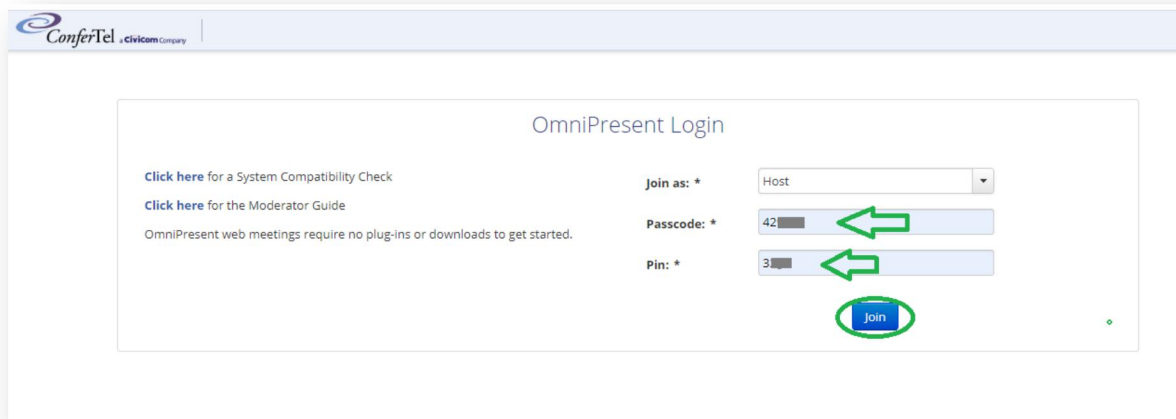 ConferTel a Civicom Company
OmniPresent Login
Click here for a System Compatibility Check
Click here for the Moderator Guide
OmniPresent web meetings require no plug-ins or downloads to get started.
Join as: *
Host
Passcode: *
42
Pin: *
3
Join